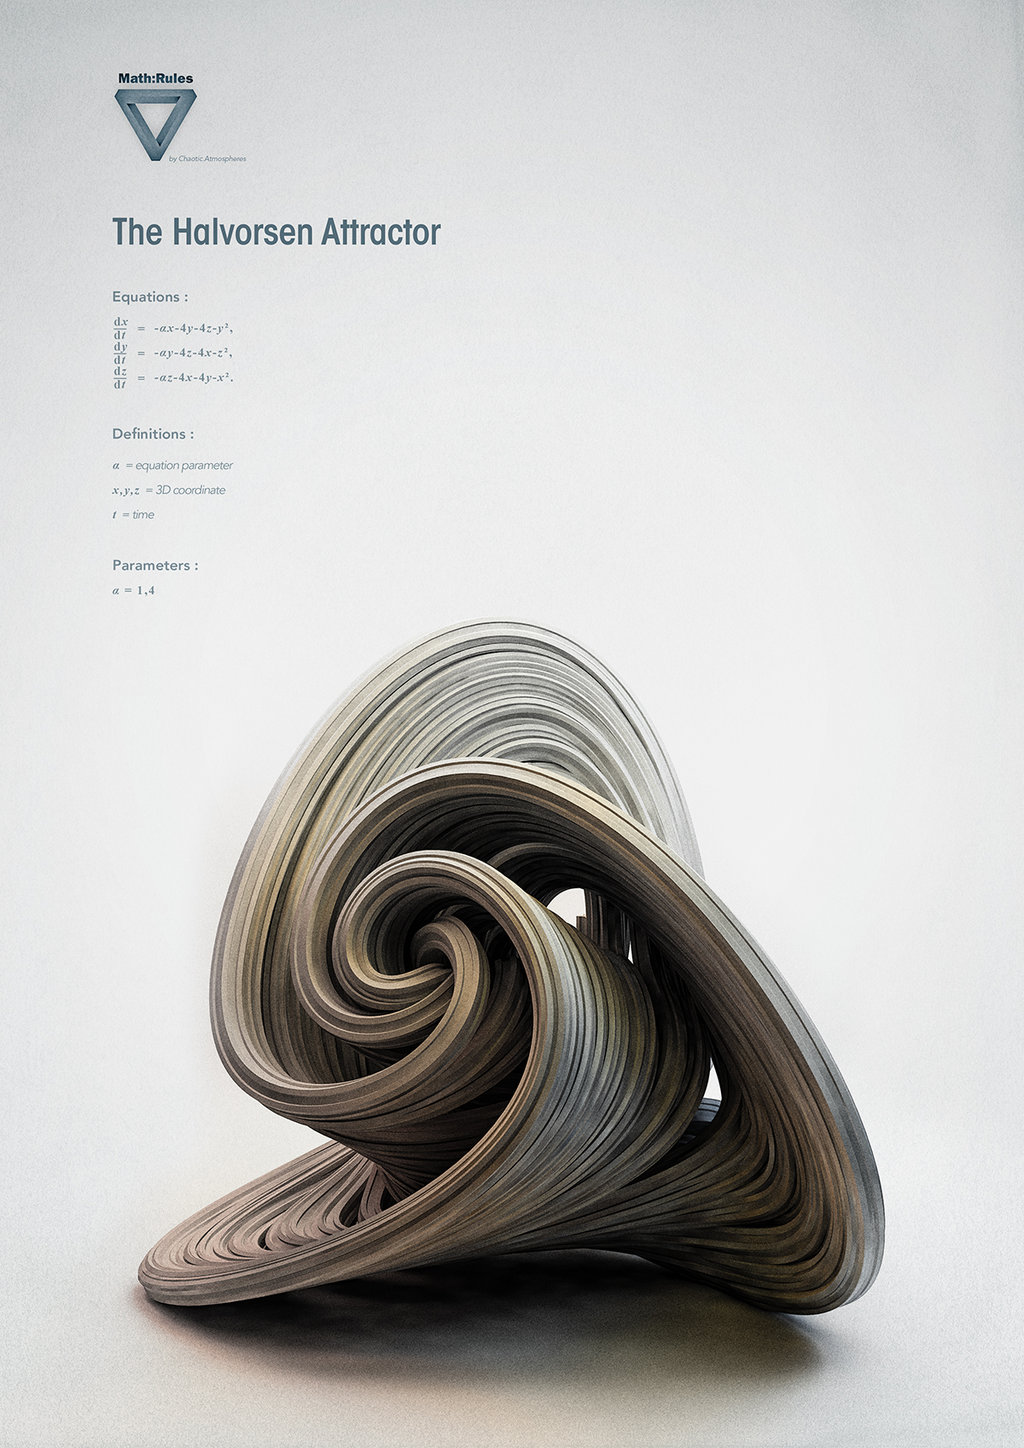 Math:Rules
by Chaotic Atmospheres
The Halvorsen Attractor
Equations :
dx/dt = -ax-4y-4z-y²,
dy/dt = -ay-4z-4x-z²,
dz/dt = -az-4x-4y-x².
Definitions :
a = equation parameter
x,y,z = 3D coordinate
t = time
Parameters :
a = 1,4